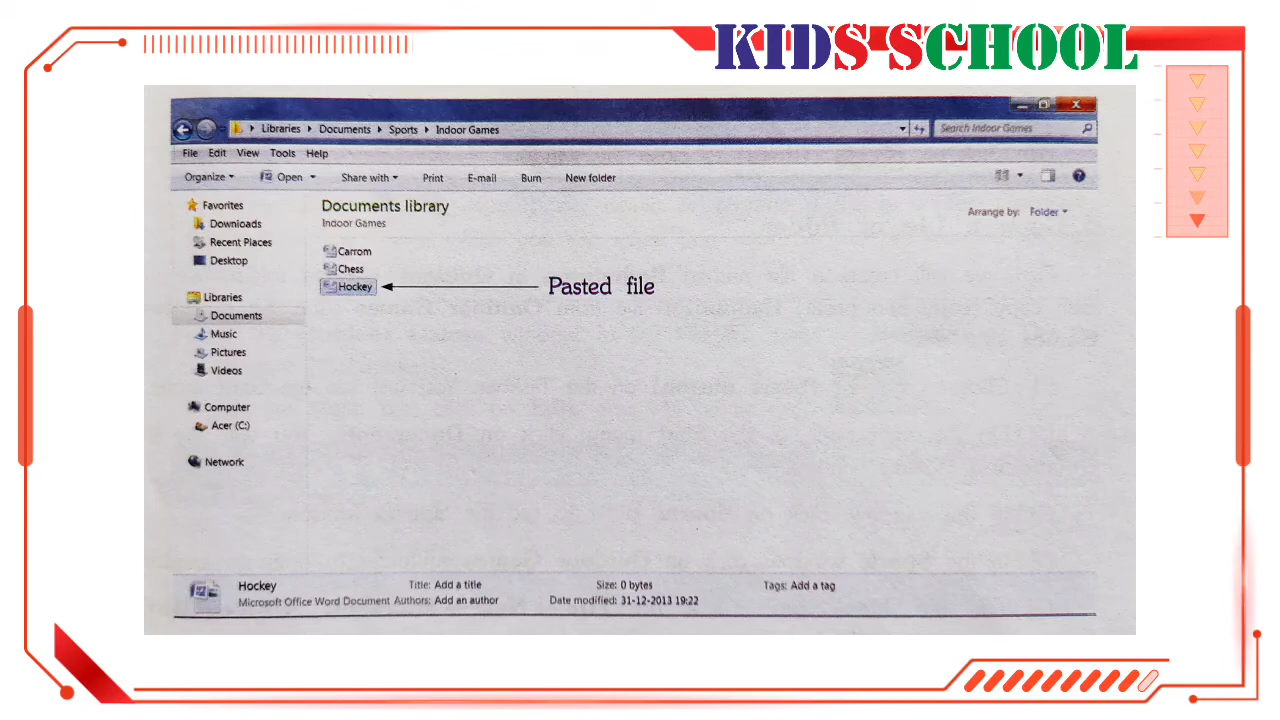 KIDS SCHOOL
Libraries Documents Sports Indoor Games
Search Indoor Games
File Edit View Tools Help
Organize Open Share with Print E-mail Burn New folder
Favorites
Downloads
Recent Places
Desktop
Libraries
Documents
Music
Pictures
Videos
Computer
Acer (C:)
Network
Documents library
Indoor Games
Arrange by: Folder
Carrom
Chess
Hockey
Pasted file
Hockey Title: Add a title Size: 0 bytes Tags: Add a tag
Microsoft Office Word Document Authors: Add an author Date modified: 31-12-2013 19:22